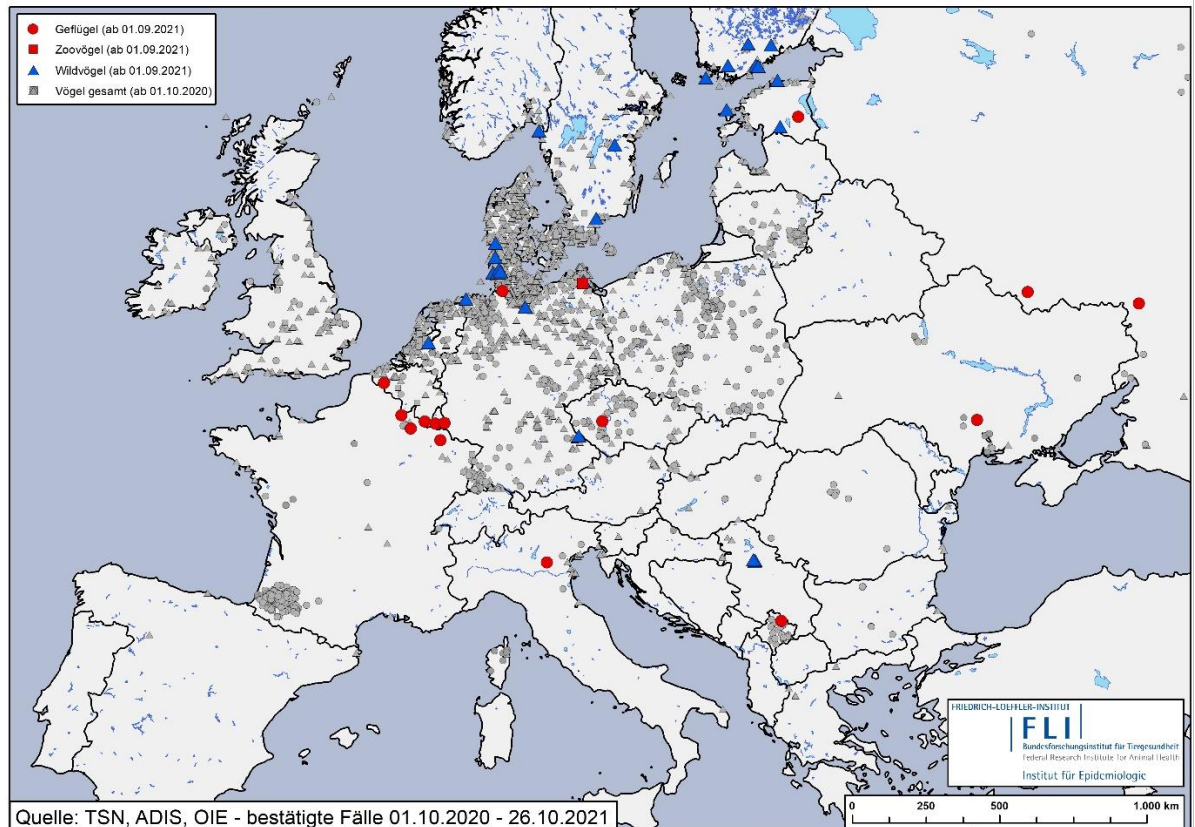 Geflügel (ab 01.09.2021)
Zoovögel (ab 01.09.2021)
Wildvögel (ab 01.09.2021)
Vögel gesamt (ab 01.10.2020)
FRIEDRICH-LOEFFLER-INSTITUT
FLI
Bundesforschungsinstitut für Tiergesundheit
Federal Research Institute for Animal Health
Institut für Epidemiologie
0 250 500 1.000 km
Quelle: TSN, ADIS, OIE - bestätigte Fälle 01.10.2020 - 26.10.2021